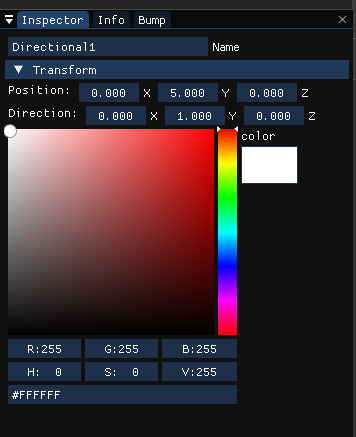 Inspector Info Bump
Directional1 Name
Transform
Position: 0.000 X 5.000 Y 0.000 Z
Direction: 0.000 X 1.000 Y 0.000 Z
color
R:255 G:255 B:255
H: 0 S: 0 V:255
#FFFFFF